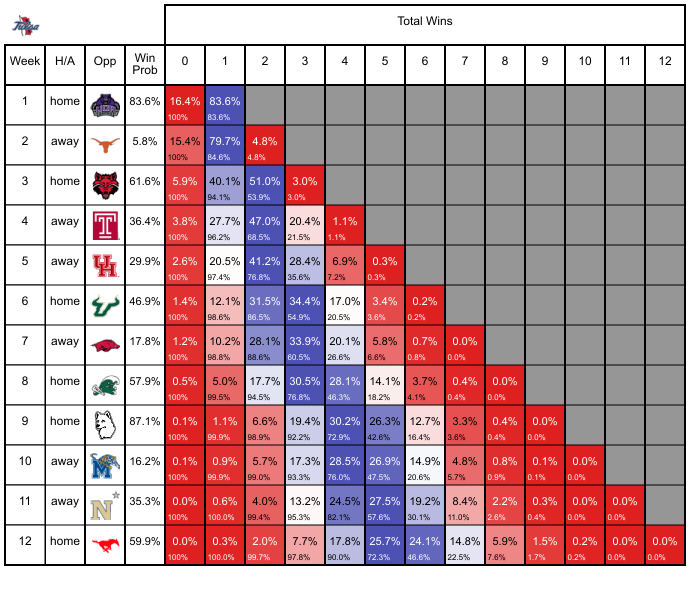 Tulsa
Total Wins
Week H/A Opp Win Prob 0 1 2 3 4 5 6 7 8 9 10 11 12
1 home 83.6% 16.4% 83.6%
100% 83.6%
2 away 5.8% 15.4% 79.7% 4.8%
100% 84.6% 4.8%
3 home 61.6% 5.9% 40.1% 51.0% 3.0%
100% 94.1% 53.9% 3.0%
4 away T 36.4% 3.8% 27.7% 47.0% 20.4% 1.1%
100% 96.2% 68.5% 21.5% 1.1%
5 away UH 29.9% 2.6% 20.5% 41.2% 28.4% 6.9% 0.3%
100% 97.4% 76.8% 35.6% 7.2% 0.3%
6 home 46.9% 1.4% 12.1% 31.5% 34.4% 17.0% 3.4% 0.2%
100% 98.6% 86.5% 54.9% 20.5% 3.6% 0.2%
7 away 17.8% 1.2% 10.2% 28.1% 33.9% 20.1% 5.8% 0.7% 0.0%
100% 98.8% 88.6% 60.5% 26.6% 6.6% 0.8% 0.0%
8 home 57.9% 0.5% 5.0% 17.7% 30.5% 28.1% 14.1% 3.7% 0.4% 0.0%
100% 99.5% 94.5% 76.8% 46.3% 18.2% 4.1% 0.4% 0.0%
9 home 87.1% 0.1% 1.1% 6.6% 19.4% 30.2% 26.3% 12.7% 3.3% 0.4% 0.0%
100% 99.9% 98.9% 92.2% 72.9% 42.6% 16.4% 3.6% 0.4% 0.0%
10 away M 16.2% 0.1% 0.9% 5.7% 17.3% 28.5% 26.9% 14.9% 4.8% 0.8% 0.1% 0.0%
100% 99.9% 99.0% 93.3% 76.0% 47.5% 20.6% 5.7% 0.9% 0.1% 0.0%
11 away N 35.3% 0.0% 0.6% 4.0% 13.2% 24.5% 27.5% 19.2% 8.4% 2.2% 0.3% 0.0% 0.0%
100% 100.0% 99.4% 95.3% 82.1% 57.6% 30.1% 11.0% 2.6% 0.4% 0.0% 0.0%
12 home 59.9% 0.0% 0.3% 2.0% 7.7% 17.8% 25.7% 24.1% 14.8% 5.9% 1.5% 0.2% 0.0% 0.0%
100% 100.0% 99.7% 97.8% 90.0% 72.3% 46.6% 22.5% 7.6% 1.7% 0.2% 0.0% 0.0%